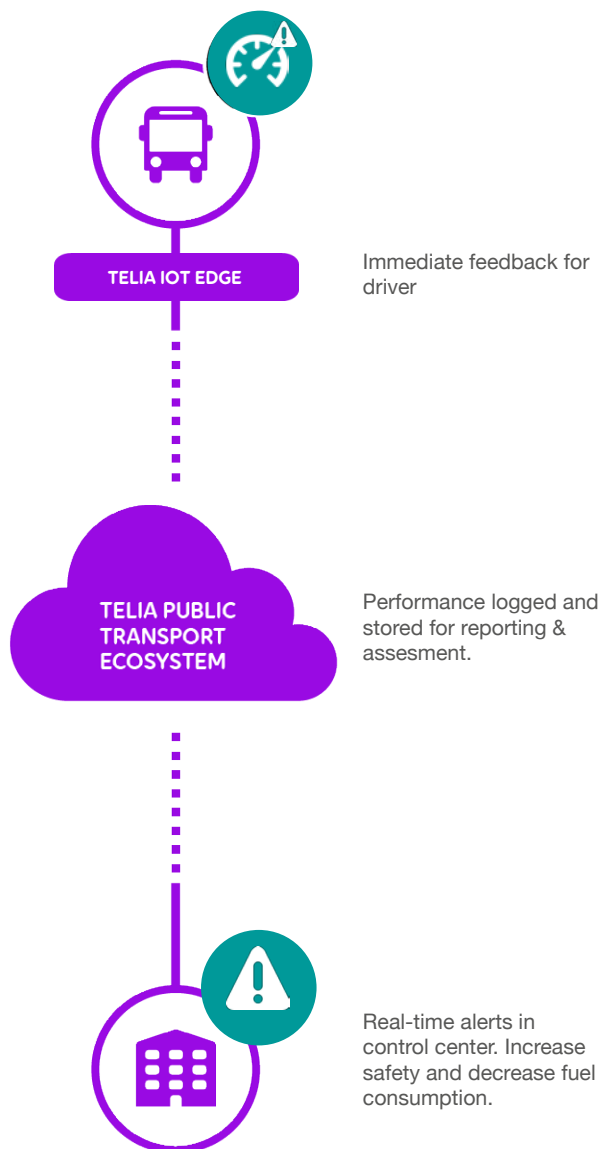 TELIA IOT EDGE
Immediate feedback for
driver
TELIA PUBLIC
TRANSPORT
ECOSYSTEM
Performance logged and
stored for reporting &
assesment.
Real-time alerts in
control center. Increase
safety and decrease fuel
consumption.